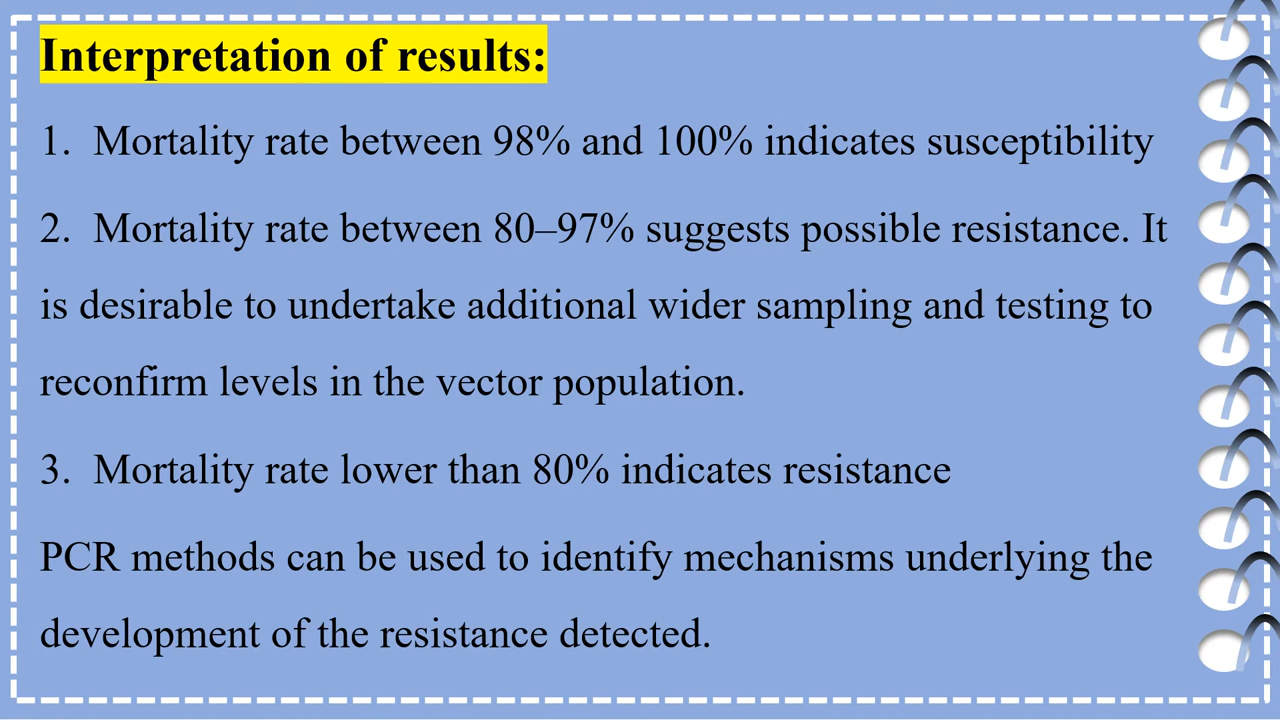 Interpretation of results:
1. Mortality rate between 98% and 100% indicates susceptibility
2. Mortality rate between 80–97% suggests possible resistance. It
is desirable to undertake additional wider sampling and testing to
reconfirm levels in the vector population.
3. Mortality rate lower than 80% indicates resistance
PCR methods can be used to identify mechanisms underlying the
development of the resistance detected.